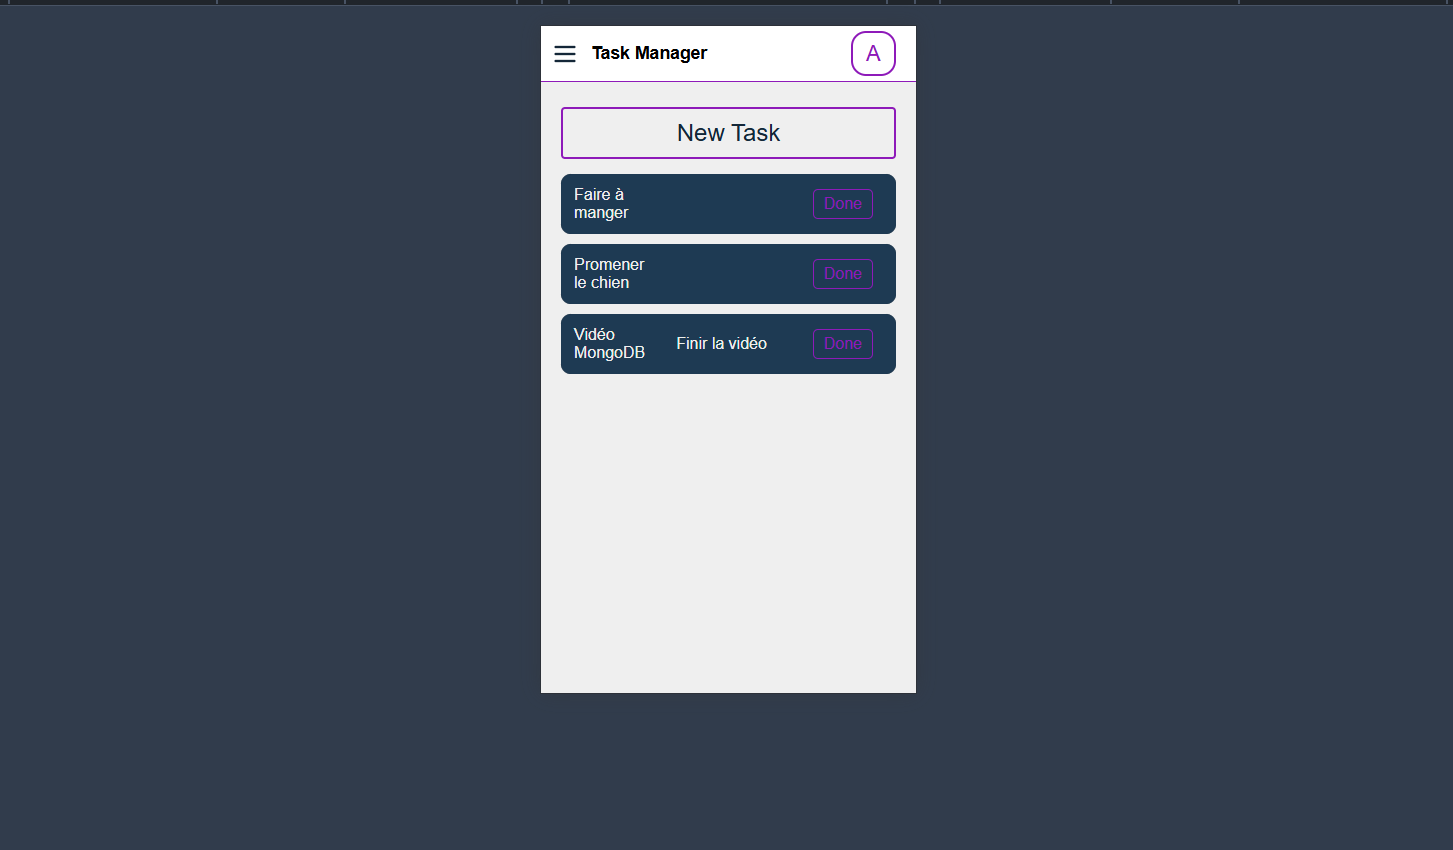 Task Manager
A
New Task
Faire à
manger
Done
Promener
le chien
Done
Vidéo
MongoDB
Finir la vidéo
Done